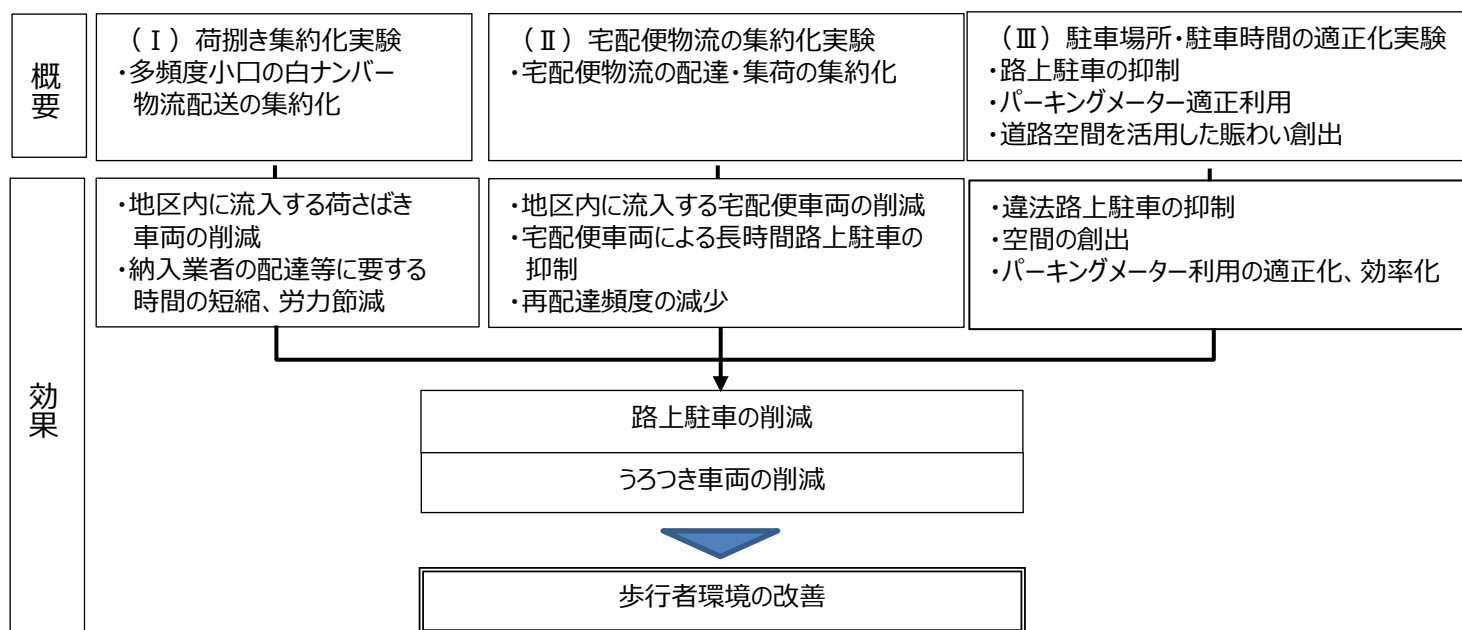 概要
（Ⅰ）荷捌き集約化実験
・多頻度小口の白ナンバー
物流配送の集約化
（Ⅱ）宅配便物流の集約化実験
・宅配便物流の配達・集荷の集約化
（Ⅲ）駐車場所・駐車時間の適正化実験
・路上駐車の抑制
・パーキングメーター適正利用
・道路空間を活用した賑わい創出
効果
・地区内に流入する荷さばき
車両の削減
・納入業者の配達等に要する
時間の短縮、労力節減
・地区内に流入する宅配便車両の削減
・宅配便車両による長時間路上駐車の
抑制
・再配達頻度の減少
・違法路上駐車の抑制
・空間の創出
・パーキングメーター利用の適正化、効率化
路上駐車の削減
うろつき車両の削減
歩行者環境の改善